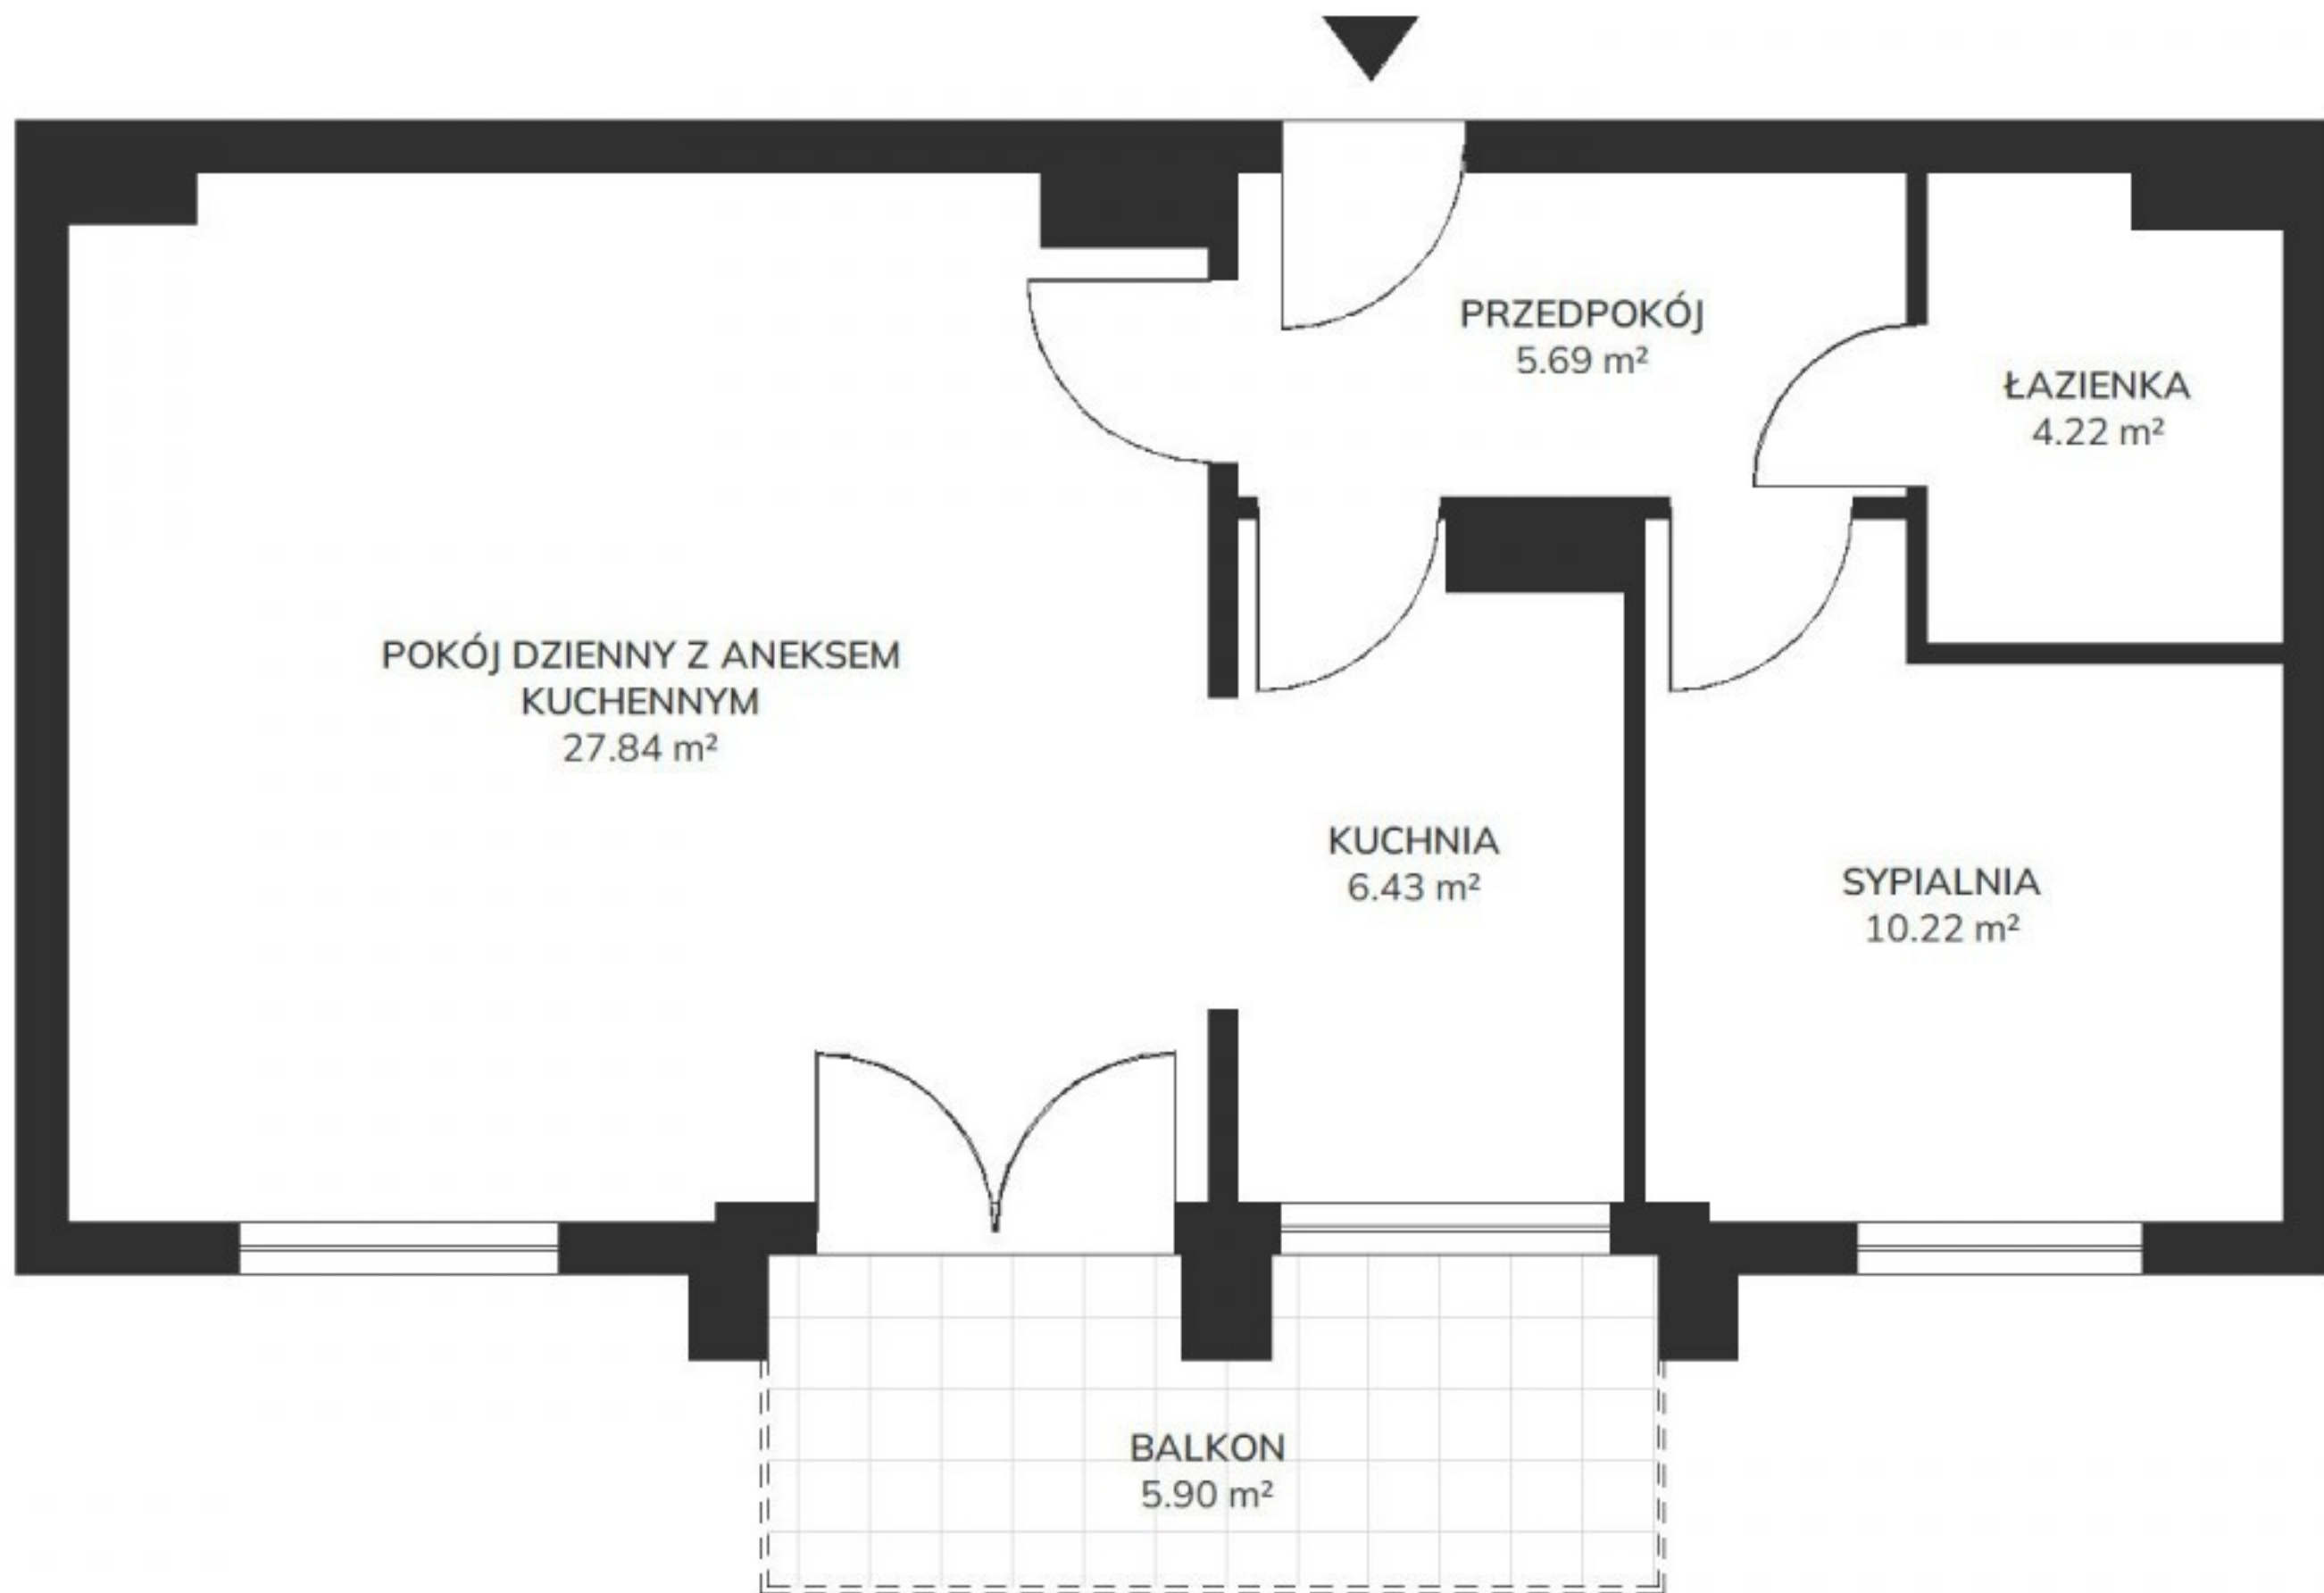 PRZEDPOKÓJ
5.69 m²
ŁAZIENKA
4.22 m²
POKÓJ DZIENNY Z ANEKSEM
KUCHENNYM
27.84 m²
KUCHNIA
6.43 m²
SYPIALNIA
10.22 m²
BALKON
5.90 m²